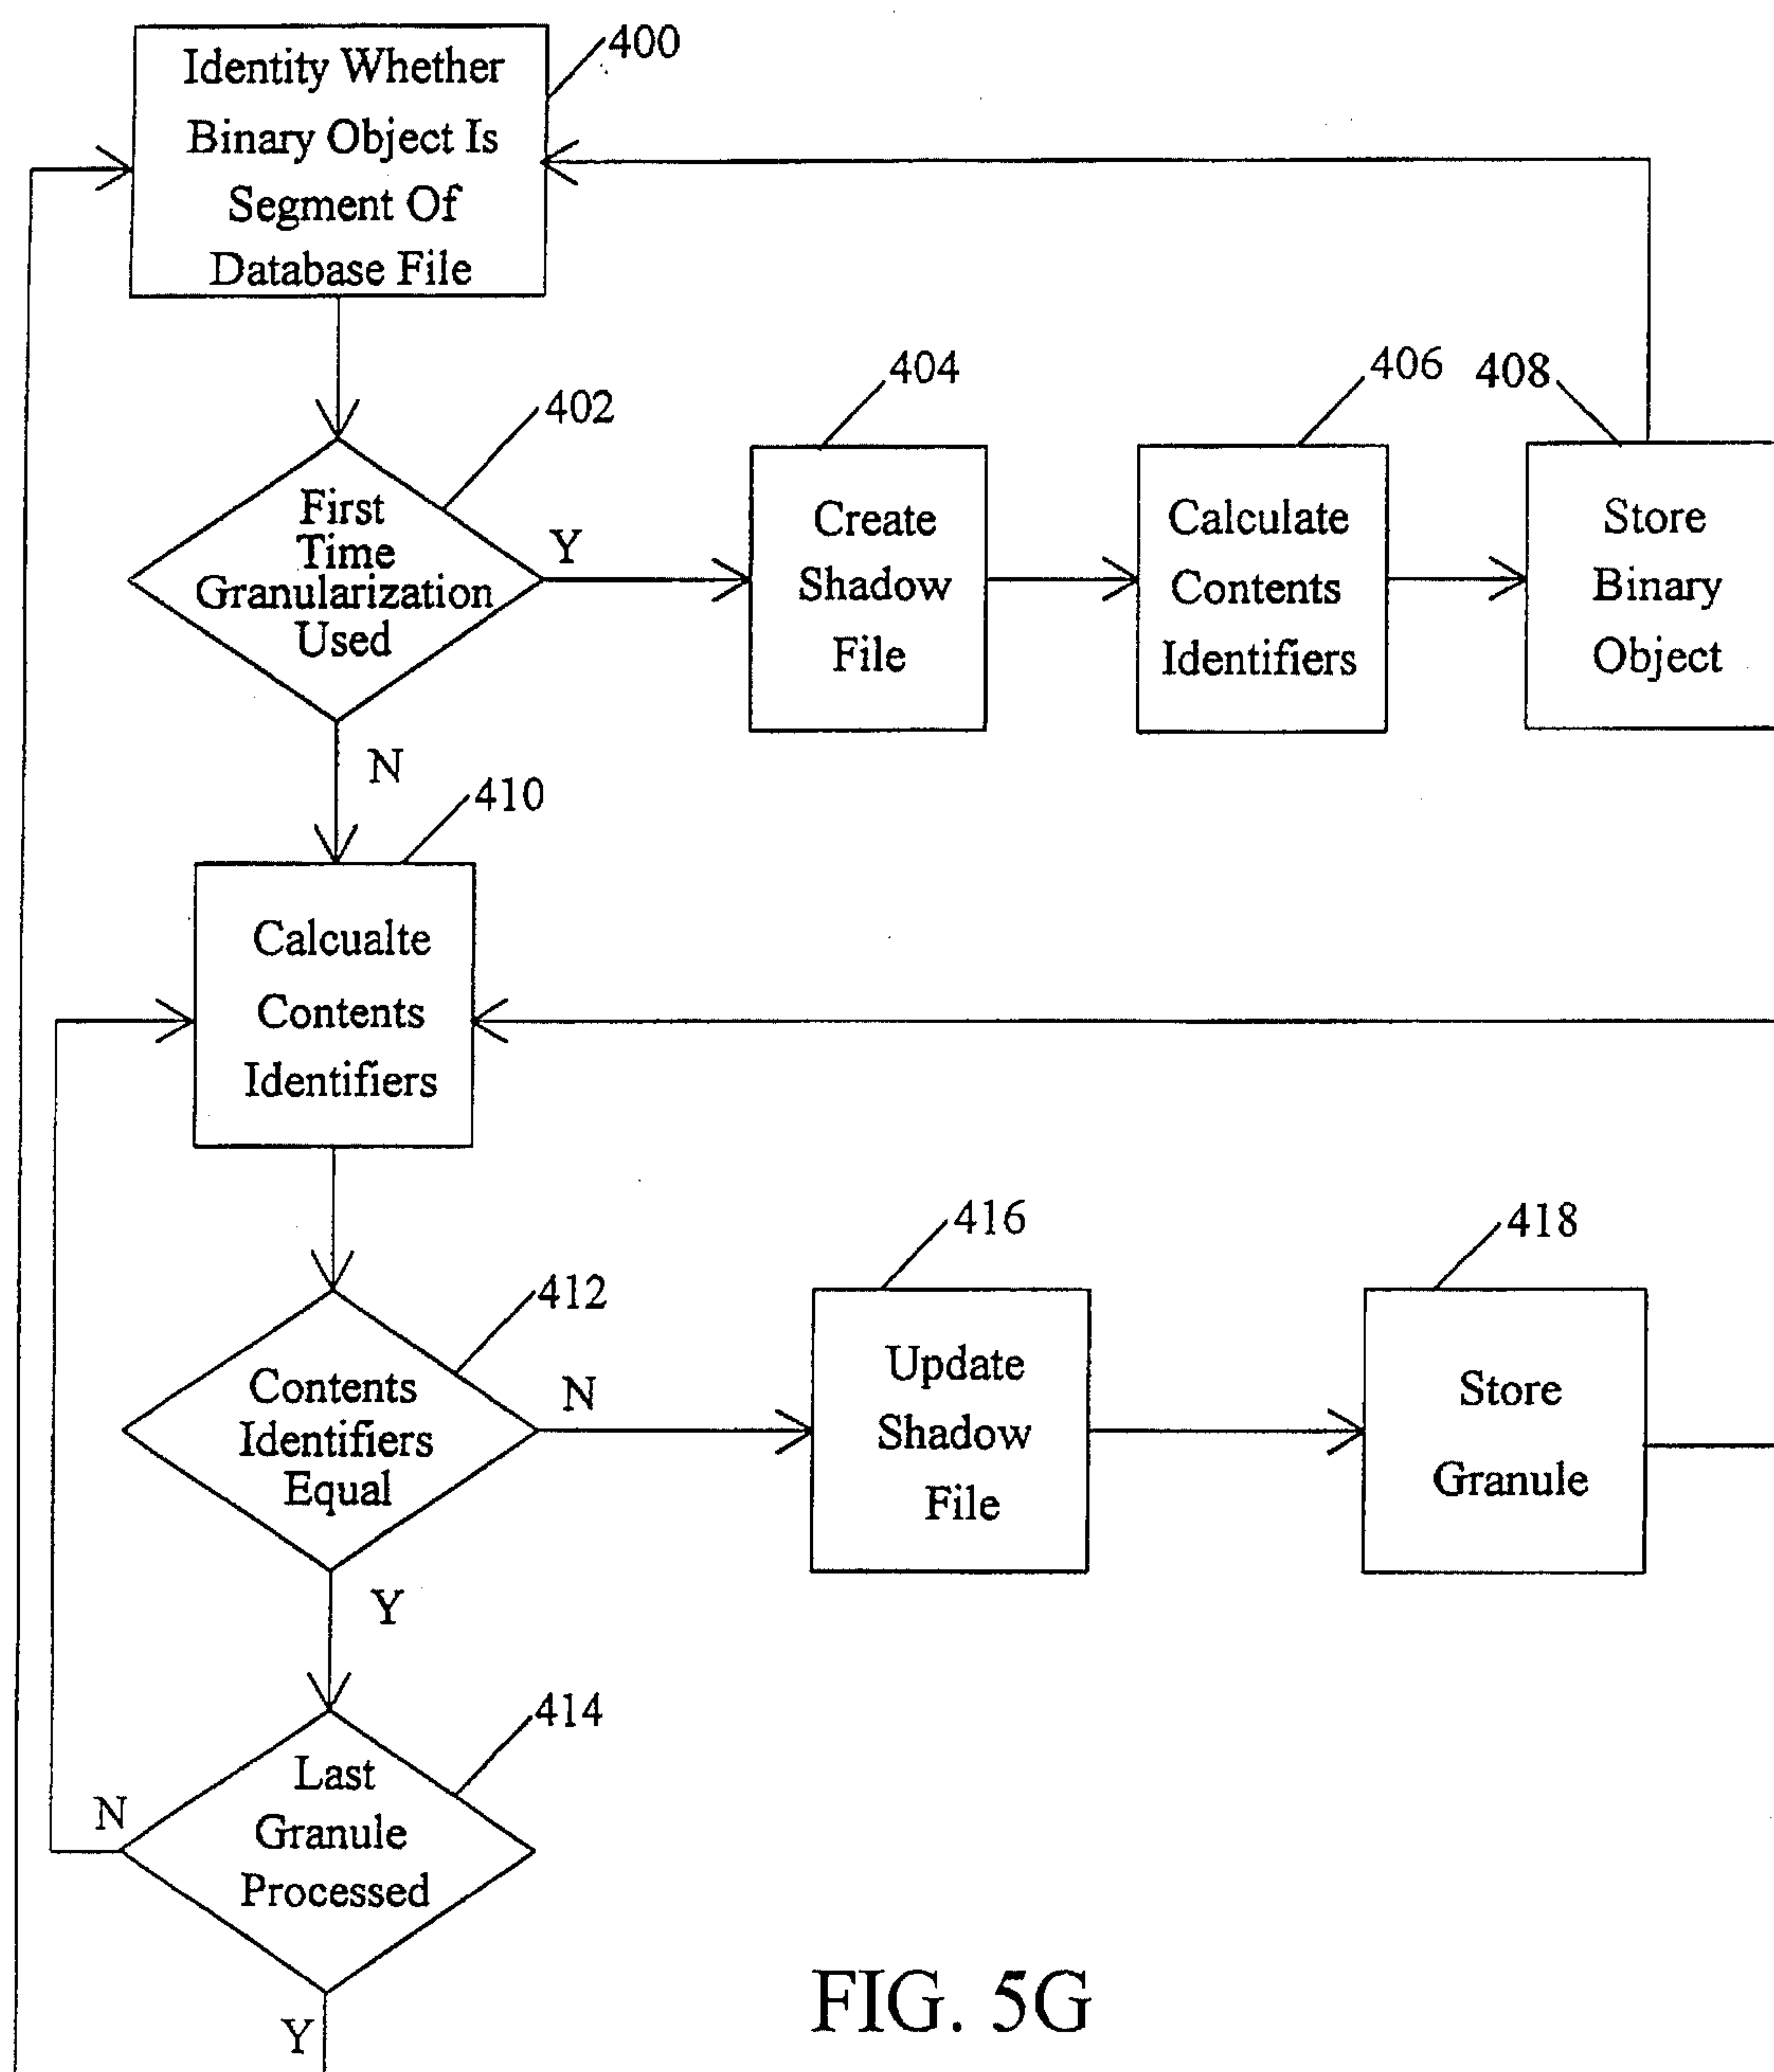 400
Identity Whether
Binary Object Is
Segment Of
Database File
402
First
Time
Granularization
Used
Y
N
404
Create
Shadow
File
406
Calculate
Contents
Identifiers
408
Store
Binary
Object
410
Calcualte
Contents
Identifiers
412
Contents
Identifiers
Equal
N
Y
416
Update
Shadow
File
418
Store
Granule
414
Last
Granule
Processed
N
Y
FIG. 5G